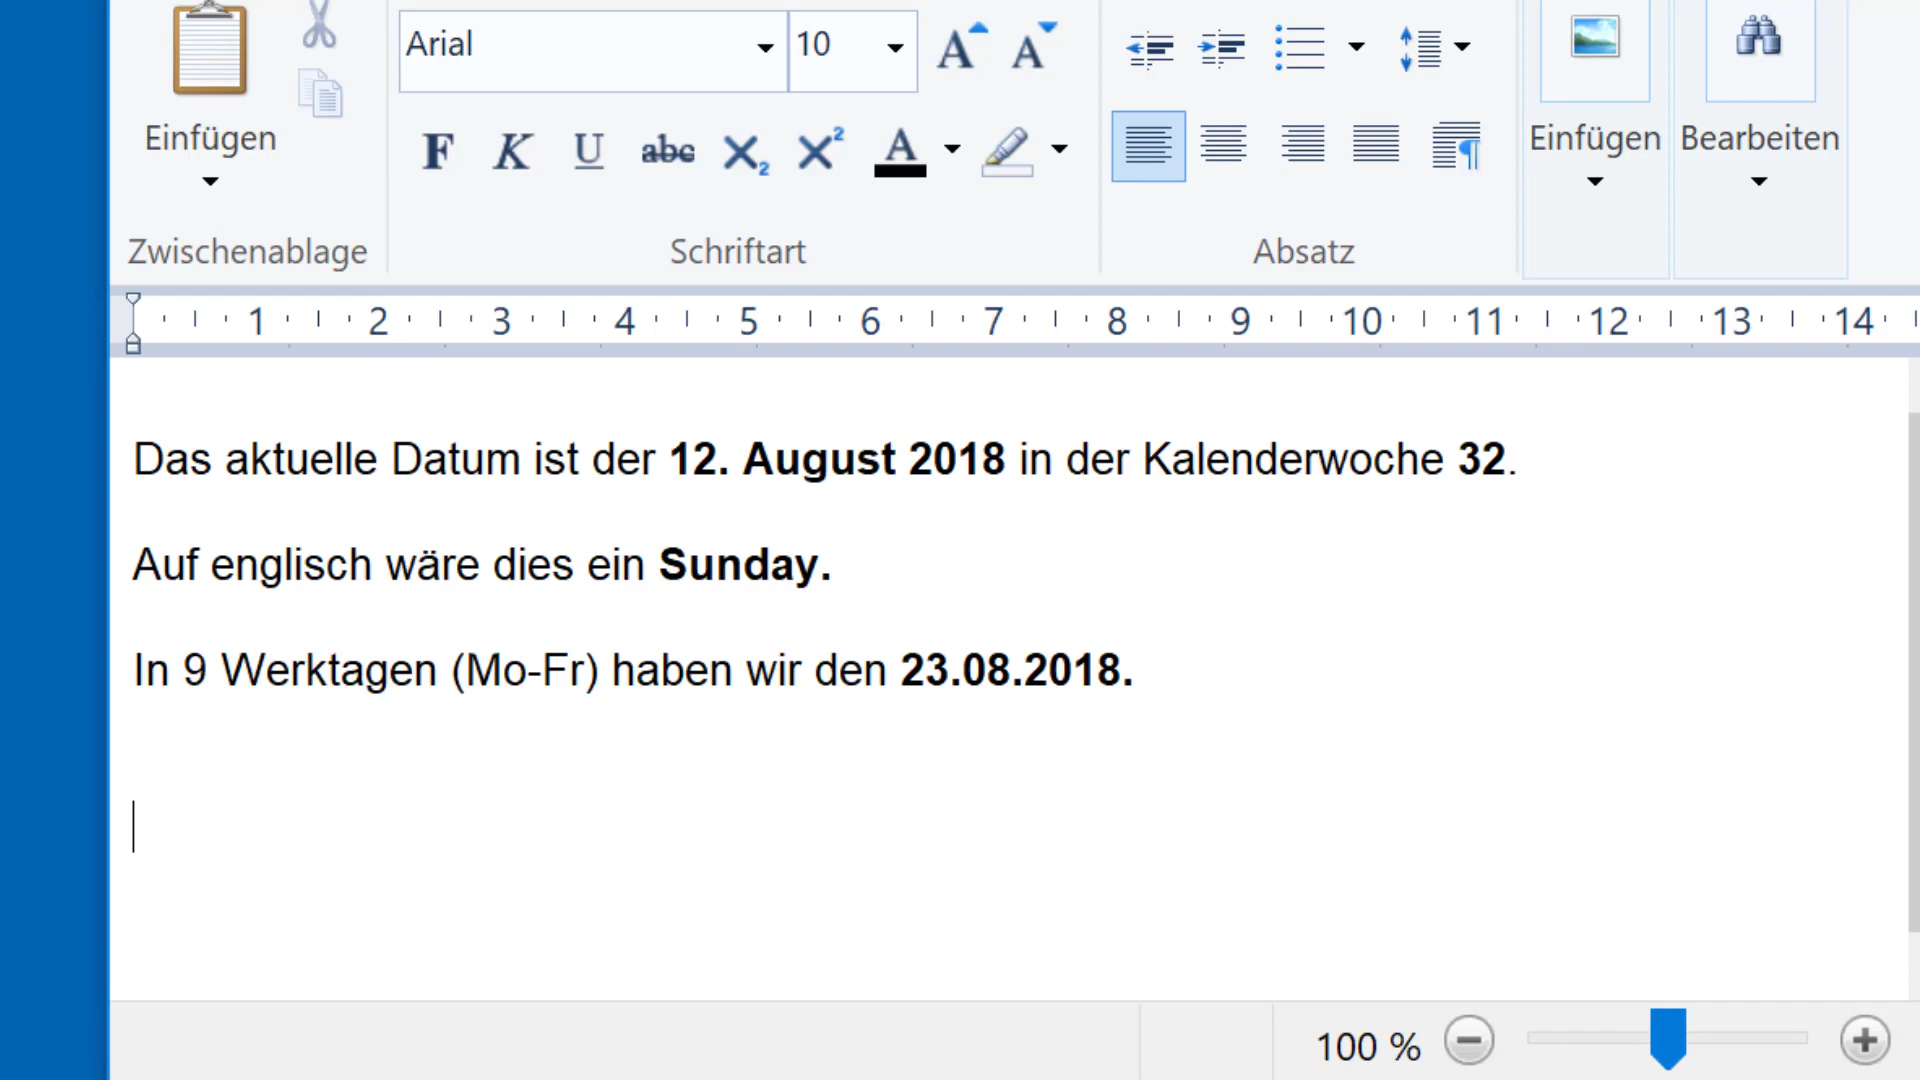 Arial
10
A A
Einfügen
F K U abc X2 X² A
Einfügen
Bearbeiten
Zwischenablage
Schriftart
Absatz
1 2 3 4 5 6 7 8 9 10 11 12 13 14
Das aktuelle Datum ist der 12. August 2018 in der Kalenderwoche 32.
Auf englisch wäre dies ein Sunday.
In 9 Werktagen (Mo-Fr) haben wir den 23.08.2018.
100 %